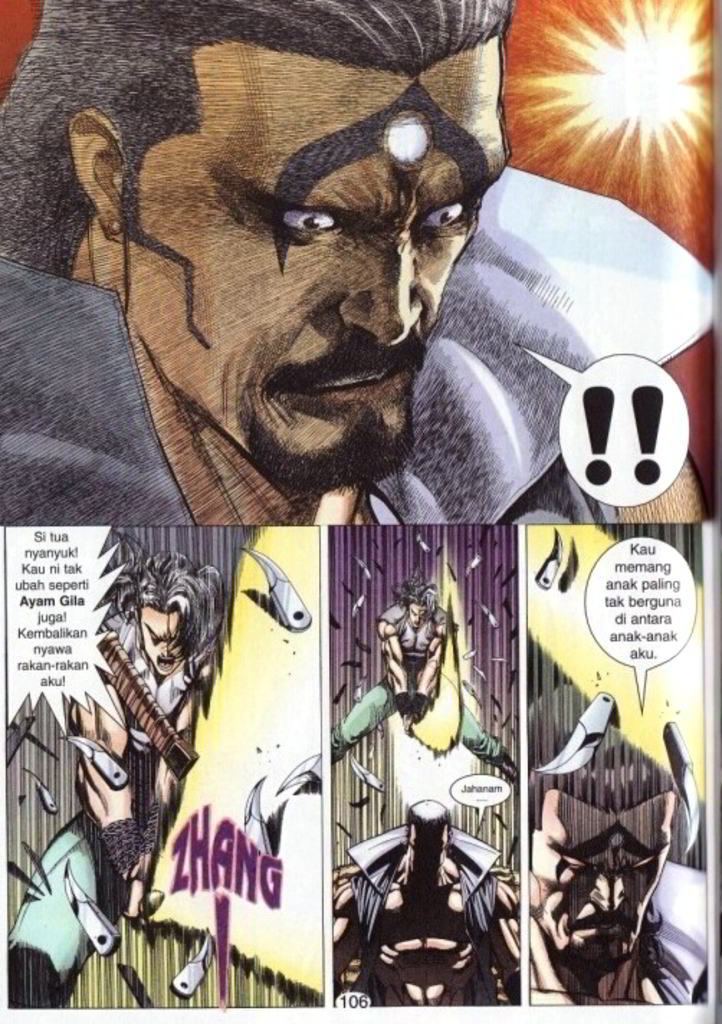 !!
Si tua
nyanyuk!
Kau ni tak
ubah seperti
Ayam Gila
juga!
Kembalikan
nyawa
rakan-rakan
aku!
ZHANG
!
Jahanam
...
Kau
memang
anak paling
tak berguna
di antara
anak-anak
aku.
106